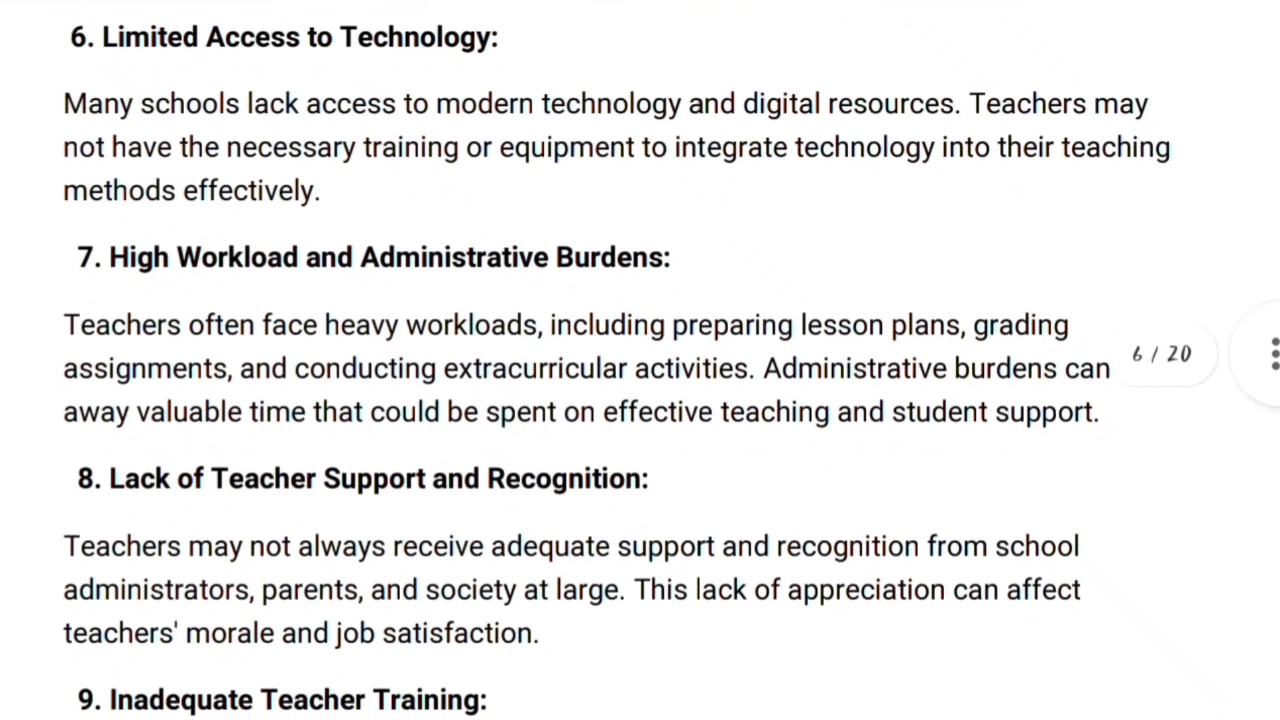 6. Limited Access to Technology:
Many schools lack access to modern technology and digital resources. Teachers may
not have the necessary training or equipment to integrate technology into their teaching
methods effectively.
7. High Workload and Administrative Burdens:
Teachers often face heavy workloads, including preparing lesson plans, grading
assignments, and conducting extracurricular activities. Administrative burdens can
6 / 20
away valuable time that could be spent on effective teaching and student support.
8. Lack of Teacher Support and Recognition:
Teachers may not always receive adequate support and recognition from school
administrators, parents, and society at large. This lack of appreciation can affect
teachers' morale and job satisfaction.
9. Inadequate Teacher Training: